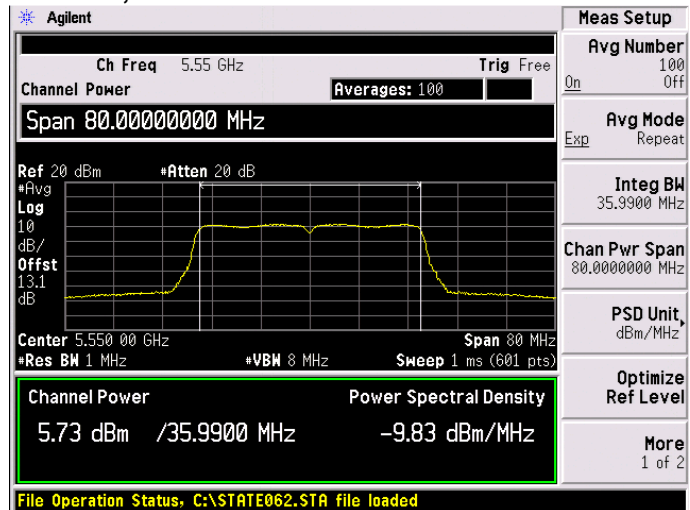 Agilent
Meas Setup
Ch Freq 5.55 GHz Trig Free
Channel Power Averages: 100
Span 80.00000000 MHz
Ref 20 dBm #Atten 20 dB
#Avg
Log
10
dB/
Offst
13.1
dB
Center 5.550 00 GHz Span 80 MHz
#Res BW 1 MHz #VBW 8 MHz Sweep 1 ms (601 pts)
Channel Power Power Spectral Density
5.73 dBm /35.9900 MHz -9.83 dBm/MHz
File Operation Status, C:\STATE062.STA file loaded
Avg Number
100
On Off
Avg Mode
Exp Repeat
Integ BW
35.9900 MHz
Chan Pwr Span
80.0000000 MHz
PSD Unit
dBm/MHz
Optimize
Ref Level
More
1 of 2